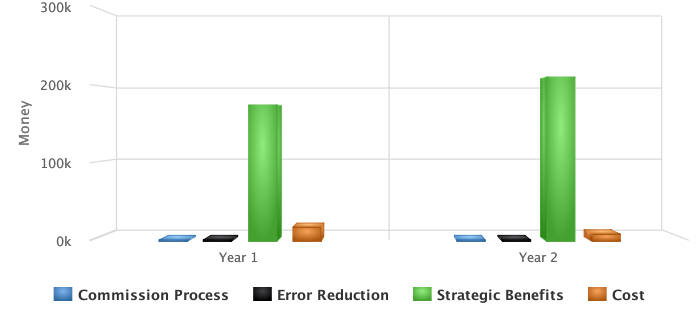 300k
200k
100k
0k
Money
Year 1
Year 2
Commission Process Error Reduction Strategic Benefits Cost